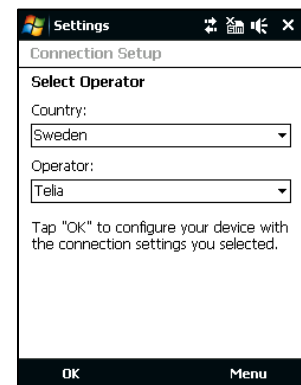 Settings
Connection Setup
Select Operator
Country:
Sweden
Operator:
Telia
Tap "OK" to configure your device with
the connection settings you selected.
OK Menu